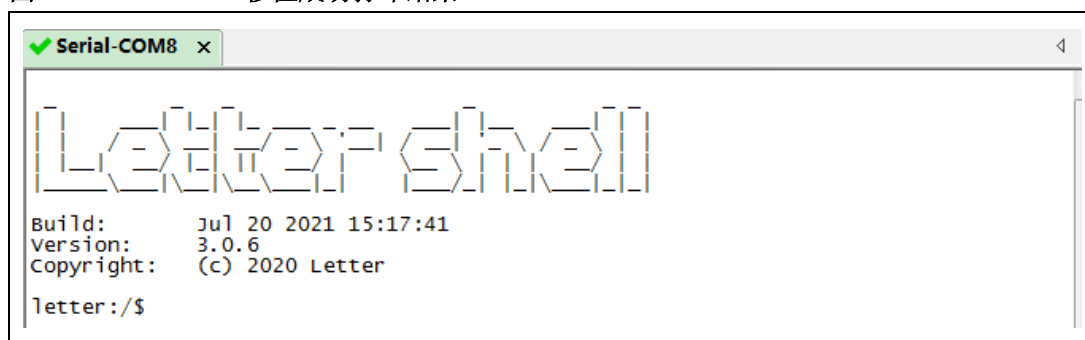 Serial-COM8
Letter shell
Build: Jul 20 2021 15:17:41
Version: 3.0.6
Copyright: (c) 2020 Letter
letter:/$